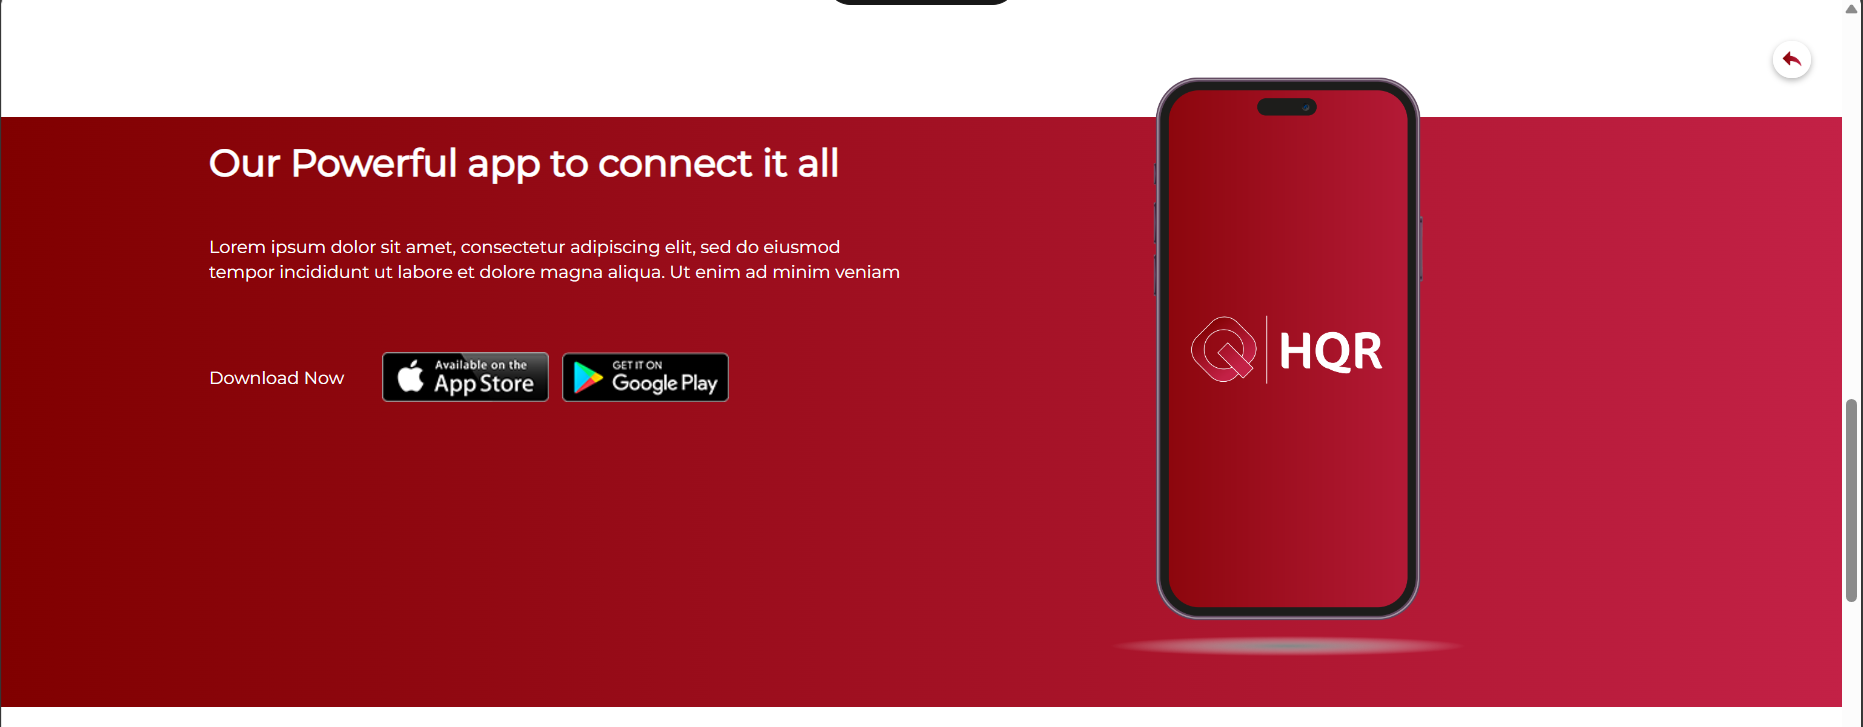 Our Powerful app to connect it all
Lorem ipsum dolor sit amet, consectetur adipiscing elit, sed do eiusmod
tempor incididunt ut labore et dolore magna aliqua. Ut enim ad minim veniam
Download Now
Available on the
App Store
GET IT ON
Google Play
HQR